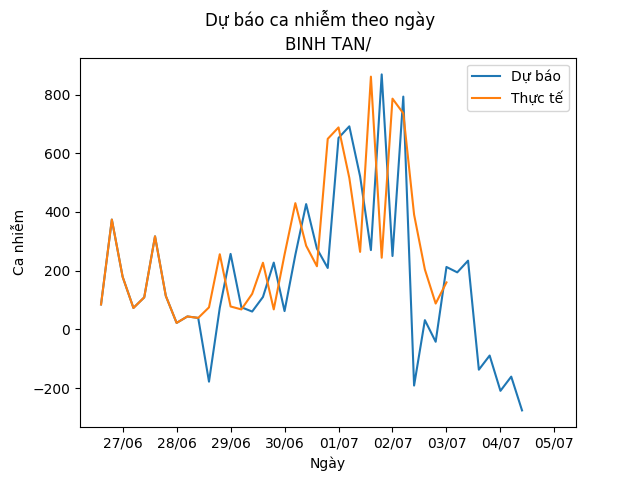 Dự báo ca nhiễm theo ngày
BINH TAN/
Dự báo
Thực tế
Ca nhiễm
800
600
400
200
0
−200
27/06 28/06 29/06 30/06 01/07 02/07 03/07 04/07 05/07
Ngày